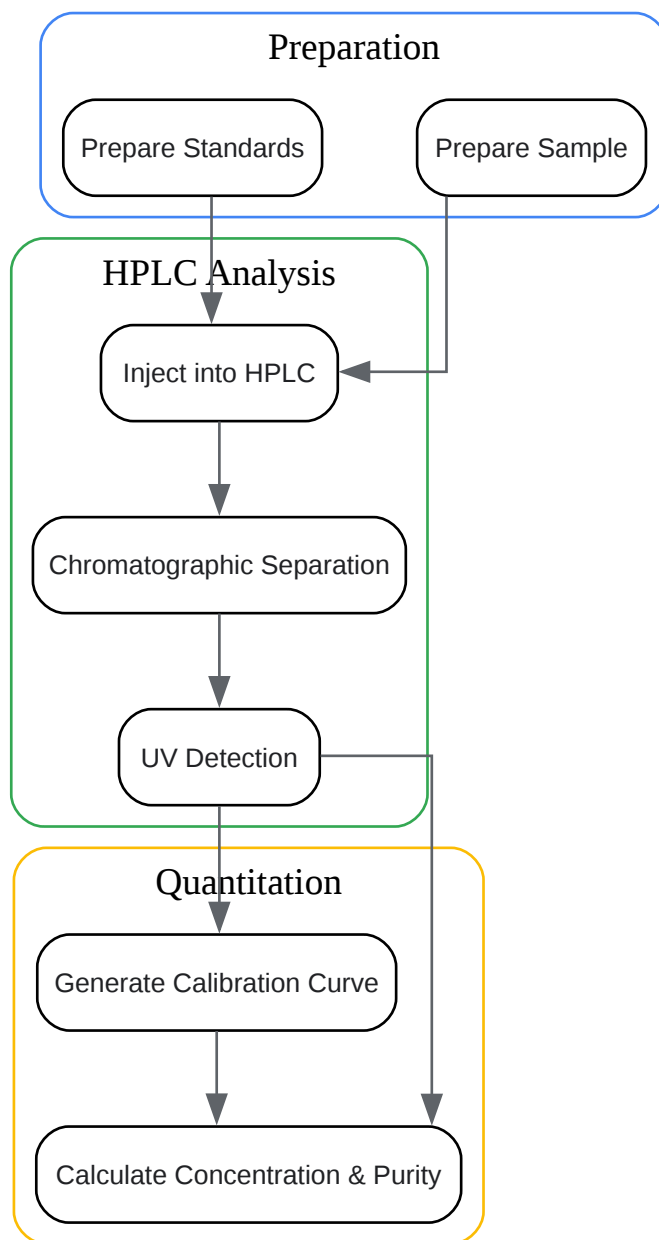 Preparation
Prepare Standards
Prepare Sample
HPLC Analysis
Inject into HPLC
Chromatographic Separation
UV Detection
Quantitation
Generate Calibration Curve
Calculate Concentration & Purity